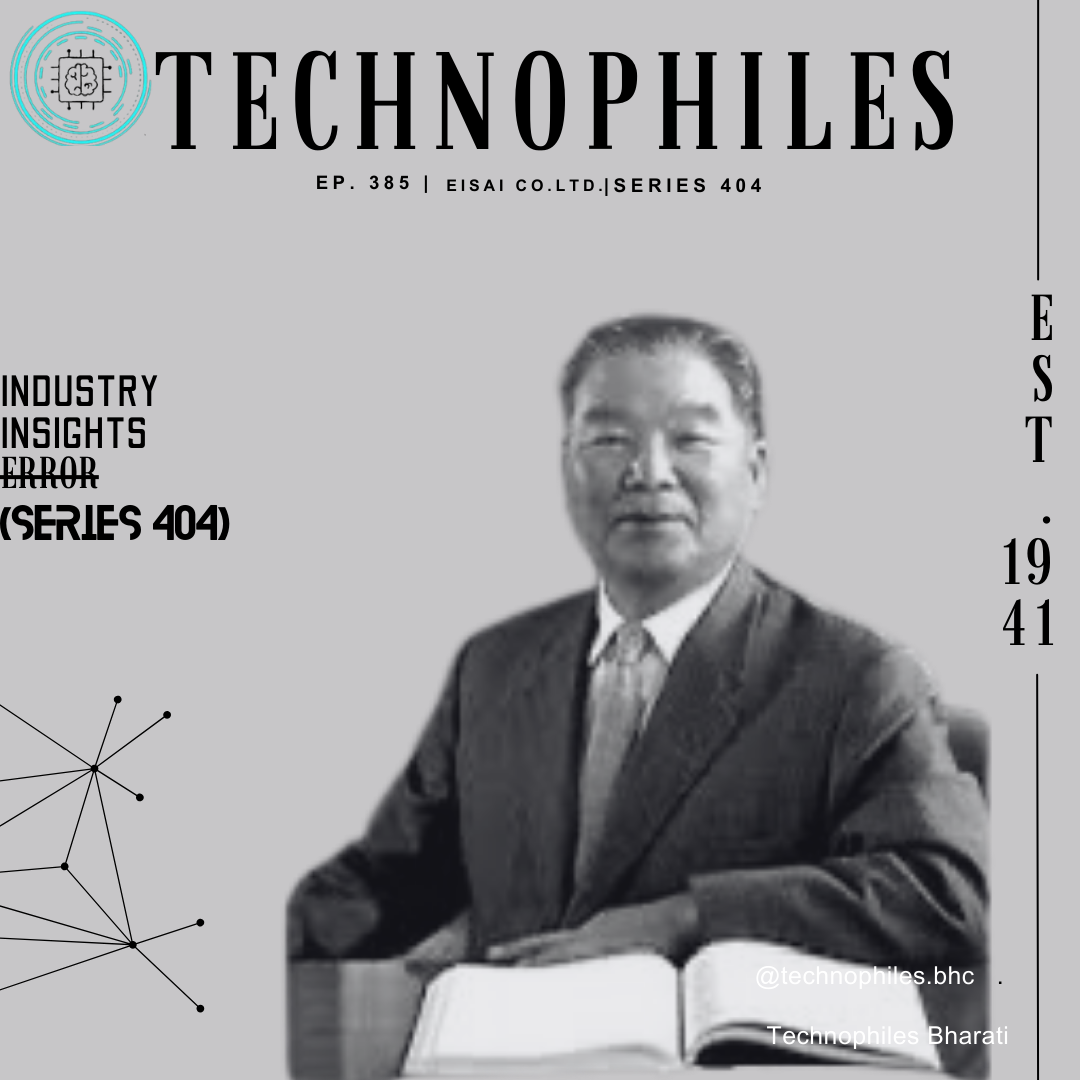 TECHNOPHILES
EP. 385 | EISAI CO.LTD.|SERIES 404
INDUSTRY
INSIGHTS
ERROR
(SERIES 404)
E
S
T
.
19
41
@technophiles.bhc .
Technophiles Bharati